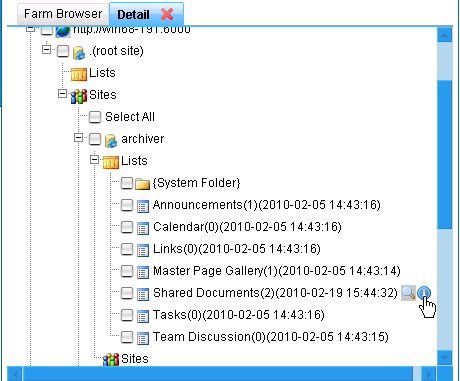 Farm Browser
Detail
http://win68-191:6000
.(root site)
Lists
Sites
Select All
archiver
Lists
{System Folder}
Announcements(1)(2010-02-05 14:43:16)
Calendar(0)(2010-02-05 14:43:16)
Links(0)(2010-02-05 14:43:16)
Master Page Gallery(1)(2010-02-05 14:43:14)
Shared Documents(2)(2010-02-19 15:44:32)
Tasks(0)(2010-02-05 14:43:16)
Team Discussion(0)(2010-02-05 14:43:15)
Sites